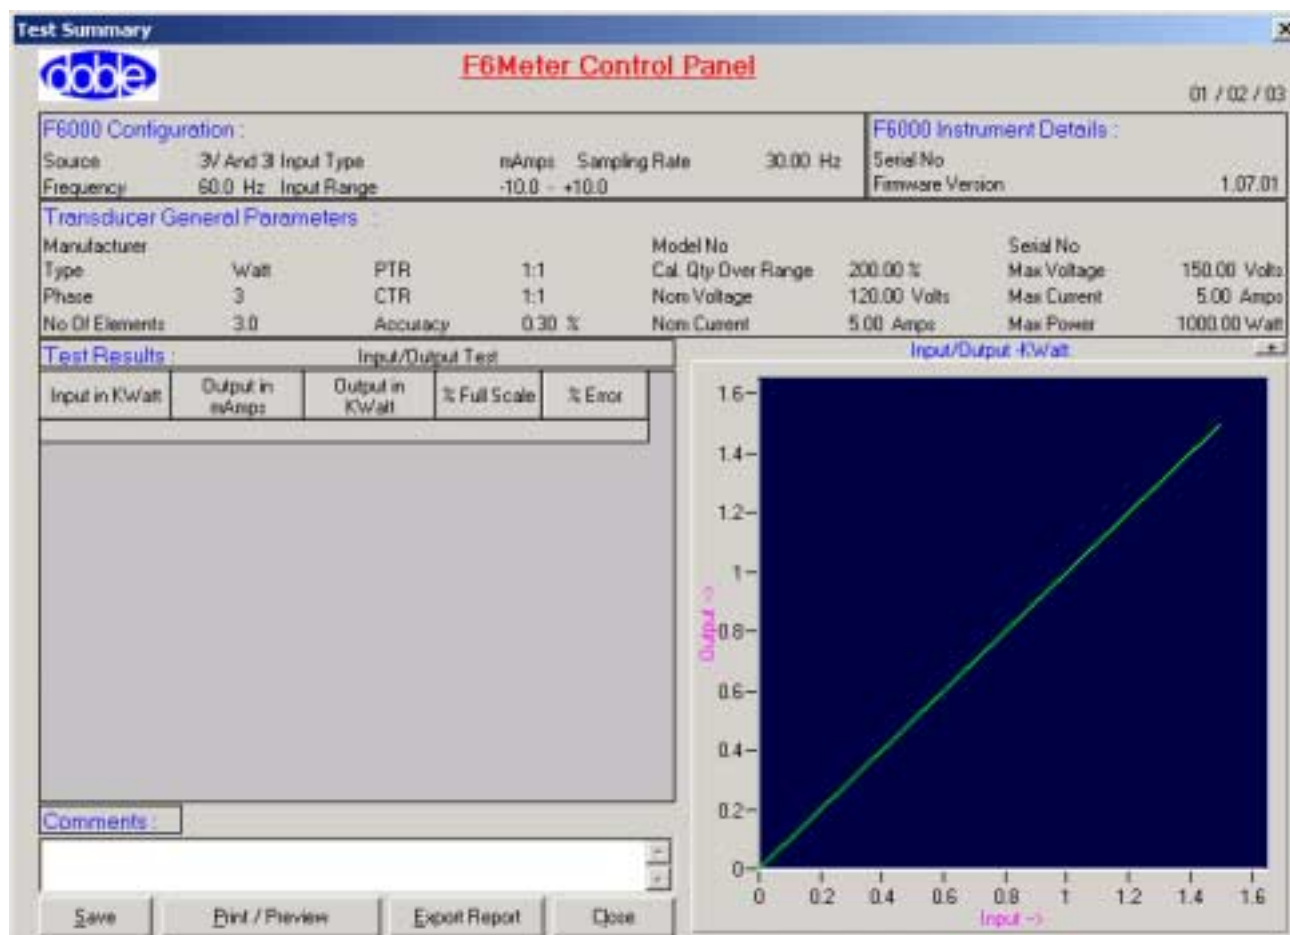 Test Summary
doble
F6Meter Control Panel
01 / 02 / 03
F6000 Configuration :
Source 3V And 3I Input Type mAmps Sampling Rate 30.00 Hz
Frequency 60.0 Hz Input Range -10.0 - +10.0
F6000 Instrument Details :
Serial No
Firmware Version 1.07.01
Transducer General Parameters :
Manufacturer Model No Serial No
Type Watt PTR 1:1 Cal. Qty Over Range 200.00 % Max Voltage 150.00 Volts
Phase 3 CTR 1:1 Nom Voltage 120.00 Volts Max Current 5.00 Amps
No Of Elements 3.0 Accuracy 0.30 % Nom Current 5.00 Amps Max Power 1000.00 Watt
Test Results : Input/Output Test
Input in KWatt Output in mAmps Output in KWatt % Full Scale % Error
Input/Output -KWatt
1.6
1.4
1.2
1
0.8
0.6
0.4
0.2
0
Output ->
0 0.2 0.4 0.6 0.8 1 1.2 1.4 1.6
Input ->
Comments :
Save Print / Preview Export Report Close